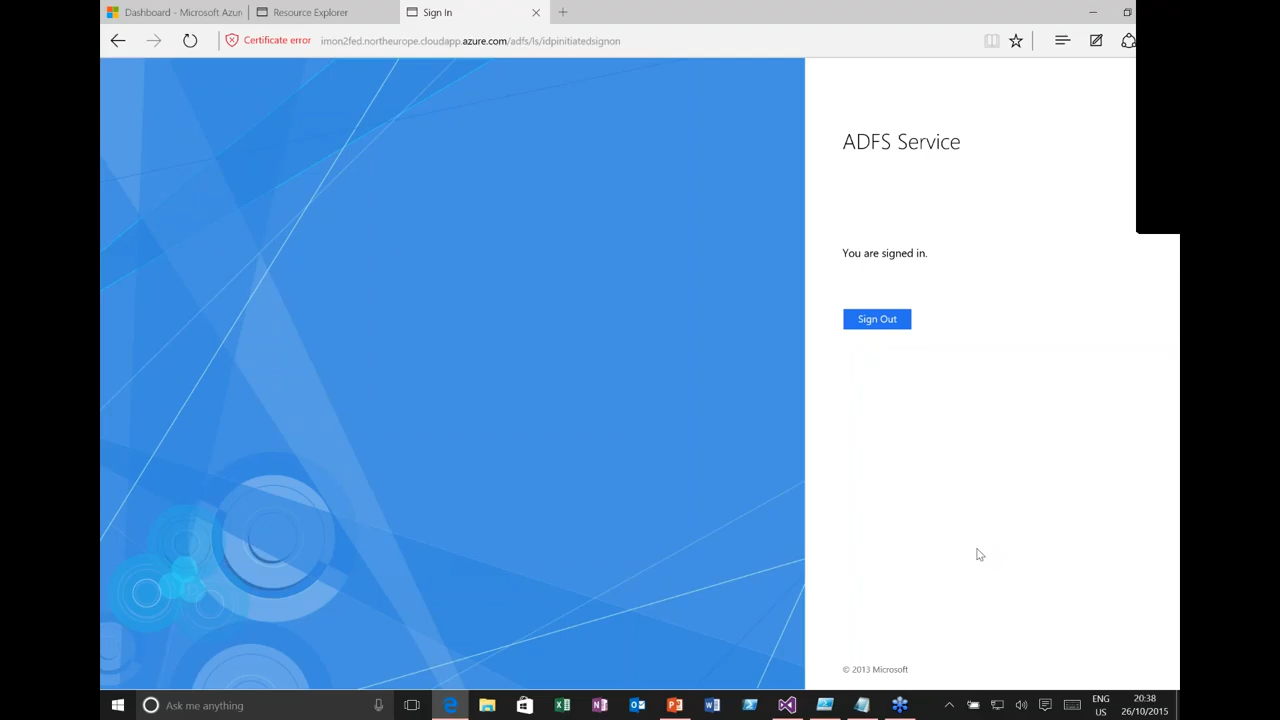 Dashboard - Microsoft Azur
Resource Explorer
Sign In
Certificate error
imon2fed.northeurope.cloudapp.azure.com/adfs/ls/idpinitiatedsignon
ADFS Service
You are signed in.
Sign Out
© 2013 Microsoft
Ask me anything
ENG
US
20:38
26/10/2015